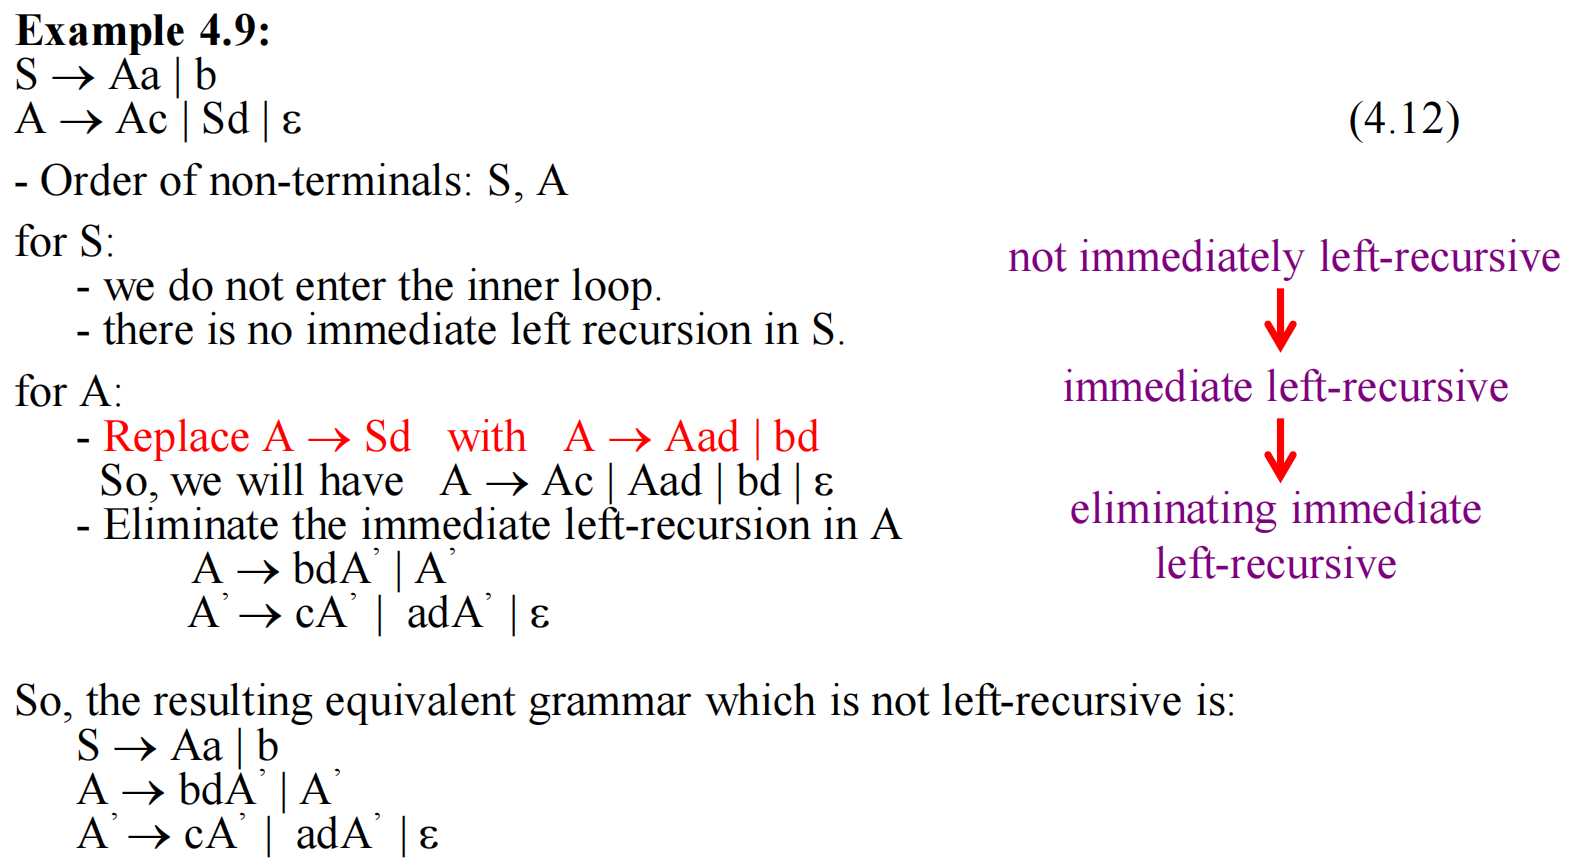 Example 4.9:
S → Aa | b
A → Ac | Sd | ε
(4.12)
- Order of non-terminals: S, A
for S:
- we do not enter the inner loop.
- there is no immediate left recursion in S.
for A:
- Replace A → Sd with A → Aad | bd
So, we will have A → Ac | Aad | bd | ε
- Eliminate the immediate left-recursion in A
A → bdA’ | A’
A’ → cA’ | adA’ | ε
not immediately left-recursive
immediate left-recursive
eliminating immediate
left-recursive
So, the resulting equivalent grammar which is not left-recursive is:
S → Aa | b
A → bdA’ | A’
A’ → cA’ | adA’ | ε